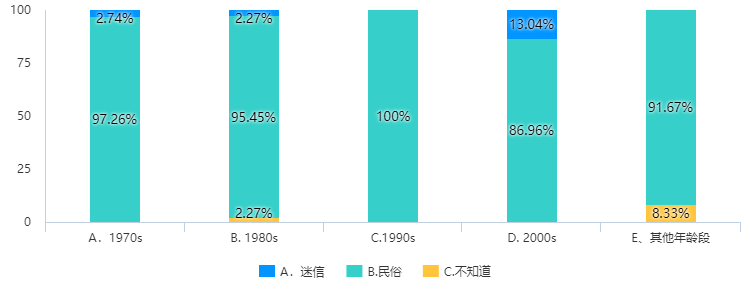 100
75
50
25
0
2.74%
97.26%
2.27%
95.45%
2.27%
100%
13.04%
86.96%
91.67%
8.33%
A．1970s
B. 1980s
C.1990s
D. 2000s
E、其他年龄段
A．迷信
B.民俗
C.不知道